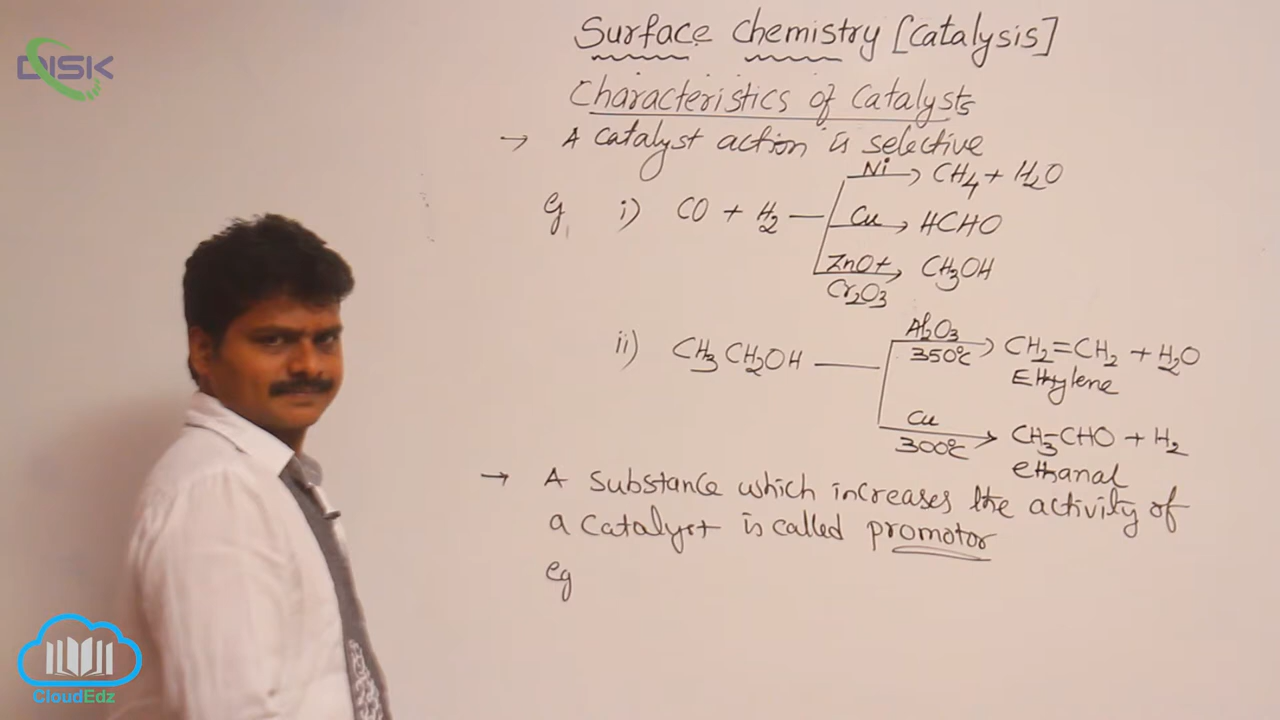 DISK
Surface Chemistry [Catalysis]
Characteristics of Catalysts
→ A Catalyst action is selective
Ni → CH₄ + H₂O
eg, i) CO + H₂ — Cu → HCHO
ZnO+ → CH₃OH
Cr₂O₃
Al₂O₃
ii) CH₃CH₂OH — 350°C → CH₂=CH₂ + H₂O
Ethylene
Cu → CH₃-CHO + H₂
300°C
ethanal
→ A substance which increases the activity of
a catalyst is called promotor
eg
CloudEdz